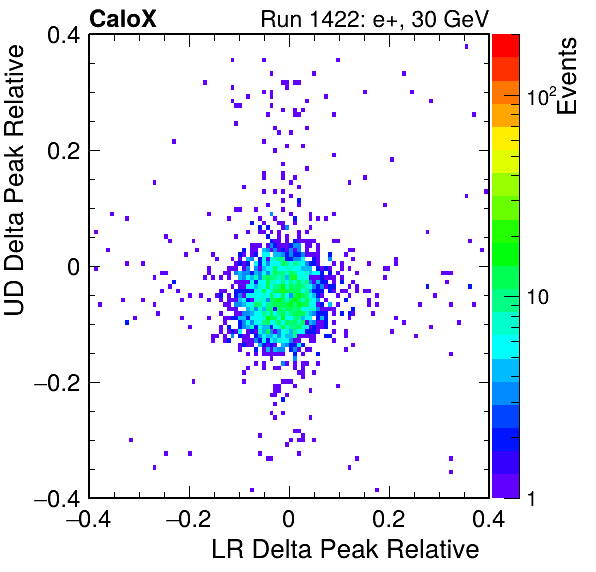 CaloX Run 1422: e+, 30 GeV
UD Delta Peak Relative
0.4
0.2
0
−0.2
−0.4
−0.4 −0.2 0 0.2 0.4
LR Delta Peak Relative
Events
10²
10
1